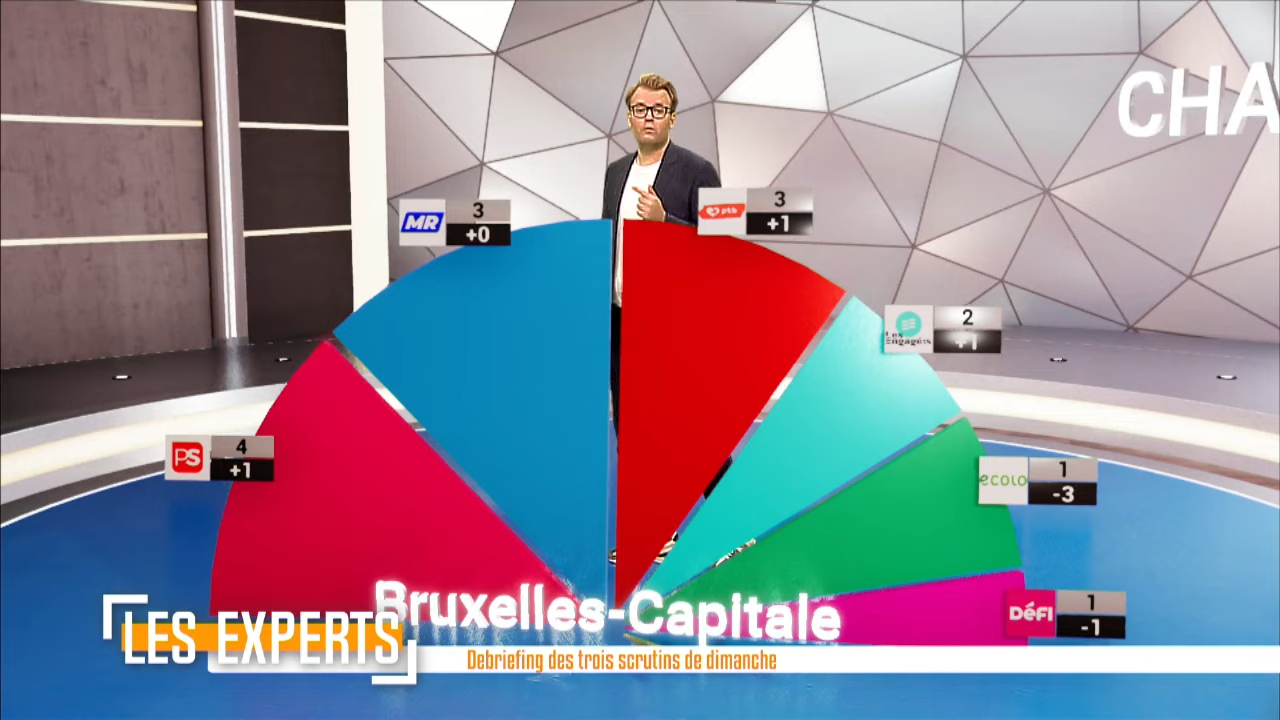 CHA
MR
3
+0
ptb
3
+1
Les
Engagés
2
+1
PS
4
+1
ecolo
1
-3
DéFI
1
-1
Bruxelles-Capitale
LES EXPERTS
Debriefing des trois scrutins de dimanche